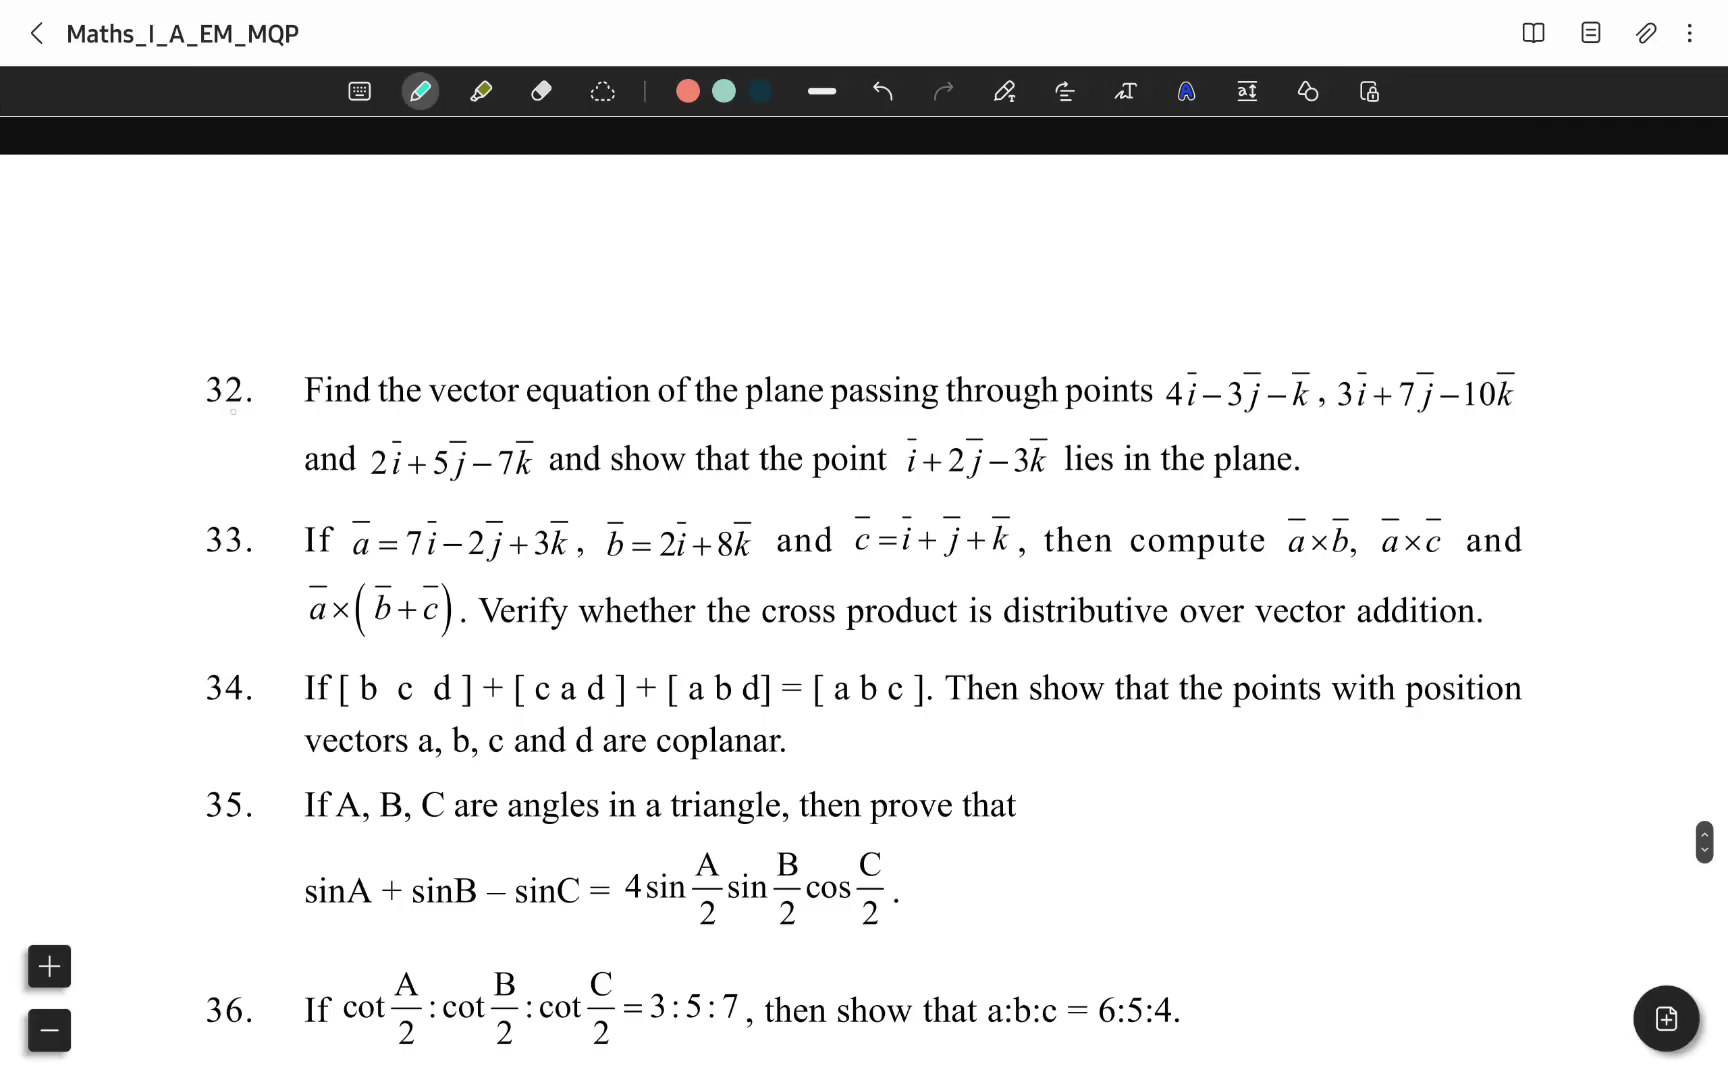 Maths_I_A_EM_MQP
32. Find the vector equation of the plane passing through points 4i̅ – 3j̅ – k̅ , 3i̅ + 7j̅ – 10k̅
and 2i̅ + 5j̅ – 7k̅ and show that the point i̅ + 2j̅ – 3k̅ lies in the plane.
33. If a̅ = 7i̅ – 2j̅ + 3k̅ , b̅ = 2i̅ + 8k̅ and c̅ = i̅ + j̅ + k̅ , then compute a̅ × b̅, a̅ × c̅ and
a̅ × ( b̅ + c̅ ). Verify whether the cross product is distributive over vector addition.
34. If [ b c d ] + [ c a d ] + [ a b d] = [ a b c ]. Then show that the points with position
vectors a, b, c and d are coplanar.
35. If A, B, C are angles in a triangle, then prove that
sinA + sinB – sinC = 4 sin A/2 sin B/2 cos C/2 .
36. If cot A/2 : cot B/2 : cot C/2 = 3 : 5 : 7 , then show that a:b:c = 6:5:4.